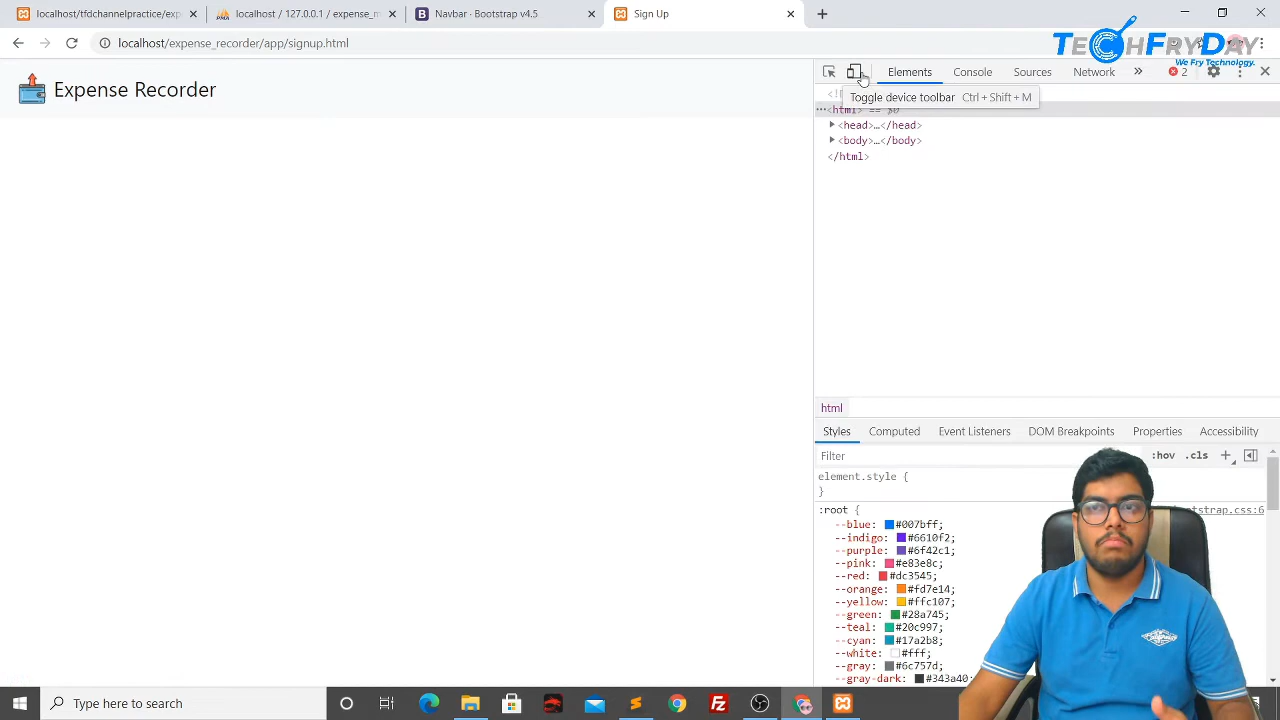 localhost/tfdchannelpractice/exp
localhost / 127.0.0.1 / expense_m
Navbar · Bootstrap v4.5
Sign Up
localhost/expense_recorder/app/signup.html
TECHFRYDAY
We Fry Technology.
Expense Recorder
Elements
Console
Sources
Network
2
Toggle device toolbar Ctrl + Shift + M
<html> == $0
<head>…</head>
<body>…</body>
</html>
html
Styles
Computed
Event Listeners
DOM Breakpoints
Properties
Accessibility
Filter
:hov .cls
element.style {
}
:root {
--blue: #007bff;
--indigo: #6610f2;
--purple: #6f42c1;
--pink: #e83e8c;
--red: #dc3545;
--orange: #fd7e14;
--yellow: #ffc107;
--green: #28a745;
--teal: #20c997;
--cyan: #17a2b8;
--white: #fff;
--gray: #6c757d;
--gray-dark: #343a40;
Type here to search